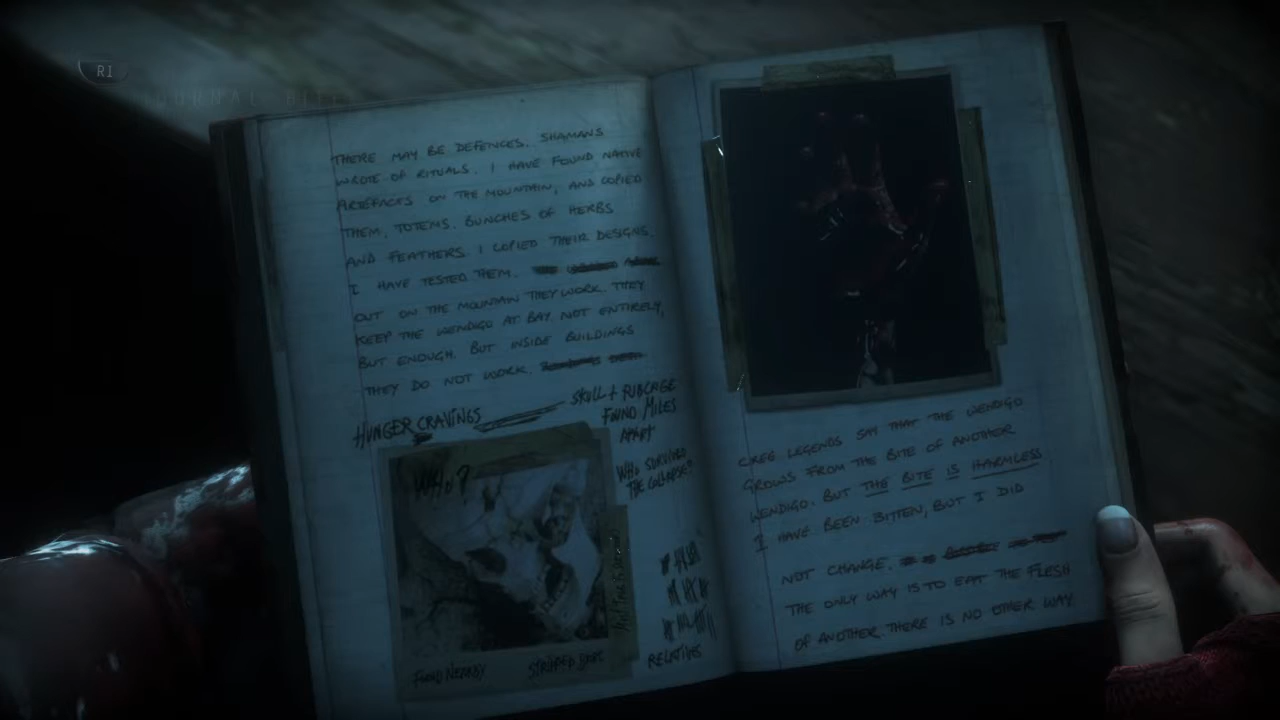 R1
JOURNAL
THERE MAY BE DEFENCES. SHAMANS
WROTE OF RITUALS. I HAVE FOUND NATIVE
ARTEFACTS ON THE MOUNTAIN, AND COPIED
THEM, TOTEMS. BUNCHES OF HERBS
AND FEATHERS. I COPIED THEIR DESIGNS.
I HAVE TESTED THEM.
OUT ON THE MOUNTAIN THEY WORK. THEY
KEEP THE WENDIGO AT BAY NOT ENTIRELY,
BUT ENOUGH. BUT INSIDE BUILDINGS
THEY DO NOT WORK.
HUNGER CRAVINGS
SKULL + RIBCAGE
FOUND MILES
APART
WHO SURVIVED
THE COLLAPSE?
WHO?
FOUND NEARBY
STRIPPED BARE
RELATIVES
CREE LEGENDS SAY THAT THE WENDIGO
GROWS FROM THE BITE OF ANOTHER
WENDIGO. BUT THE BITE IS HARMLESS
I HAVE BEEN BITTEN, BUT I DID
NOT CHANGE.
THE ONLY WAY IS TO EAT THE FLESH
OF ANOTHER. THERE IS NO OTHER WAY.